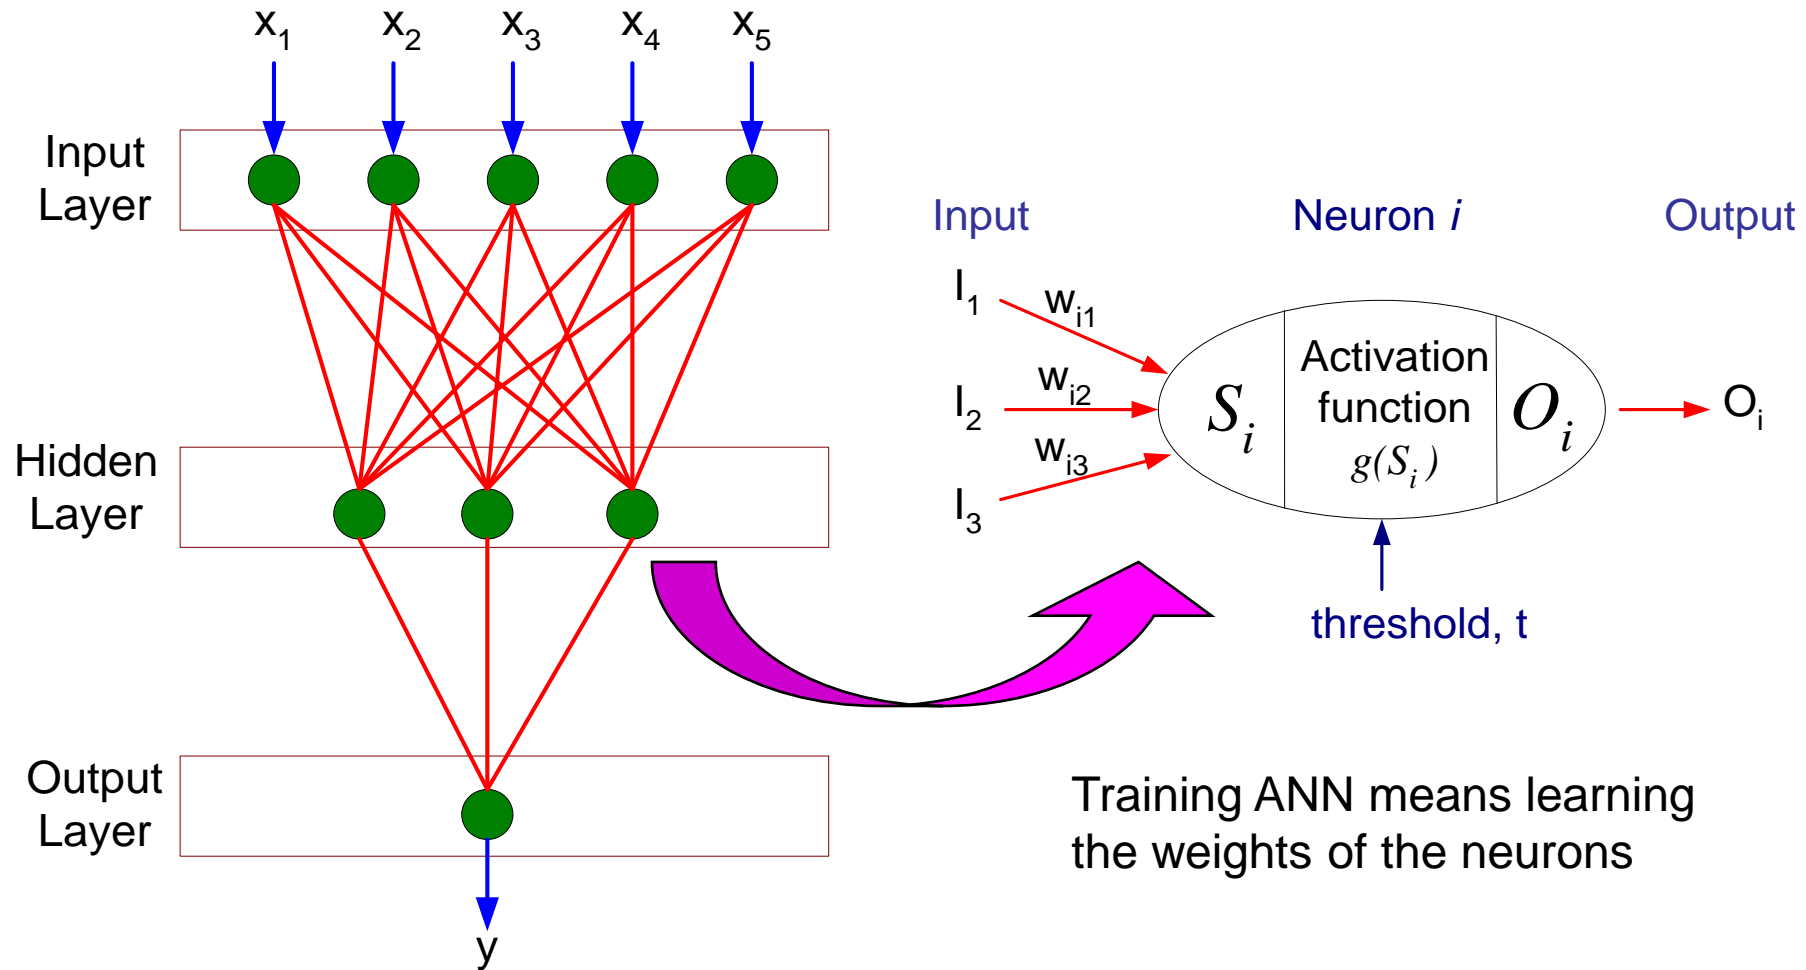 x1 x2 x3 x4 x5
Input
Layer
Hidden
Layer
Output
Layer
y
Input Neuron i Output
I1 wi1
I2 wi2
I3 wi3
Si
Activation
function
g(Si)
Oi
Oi
threshold, t
Training ANN means learning
the weights of the neurons